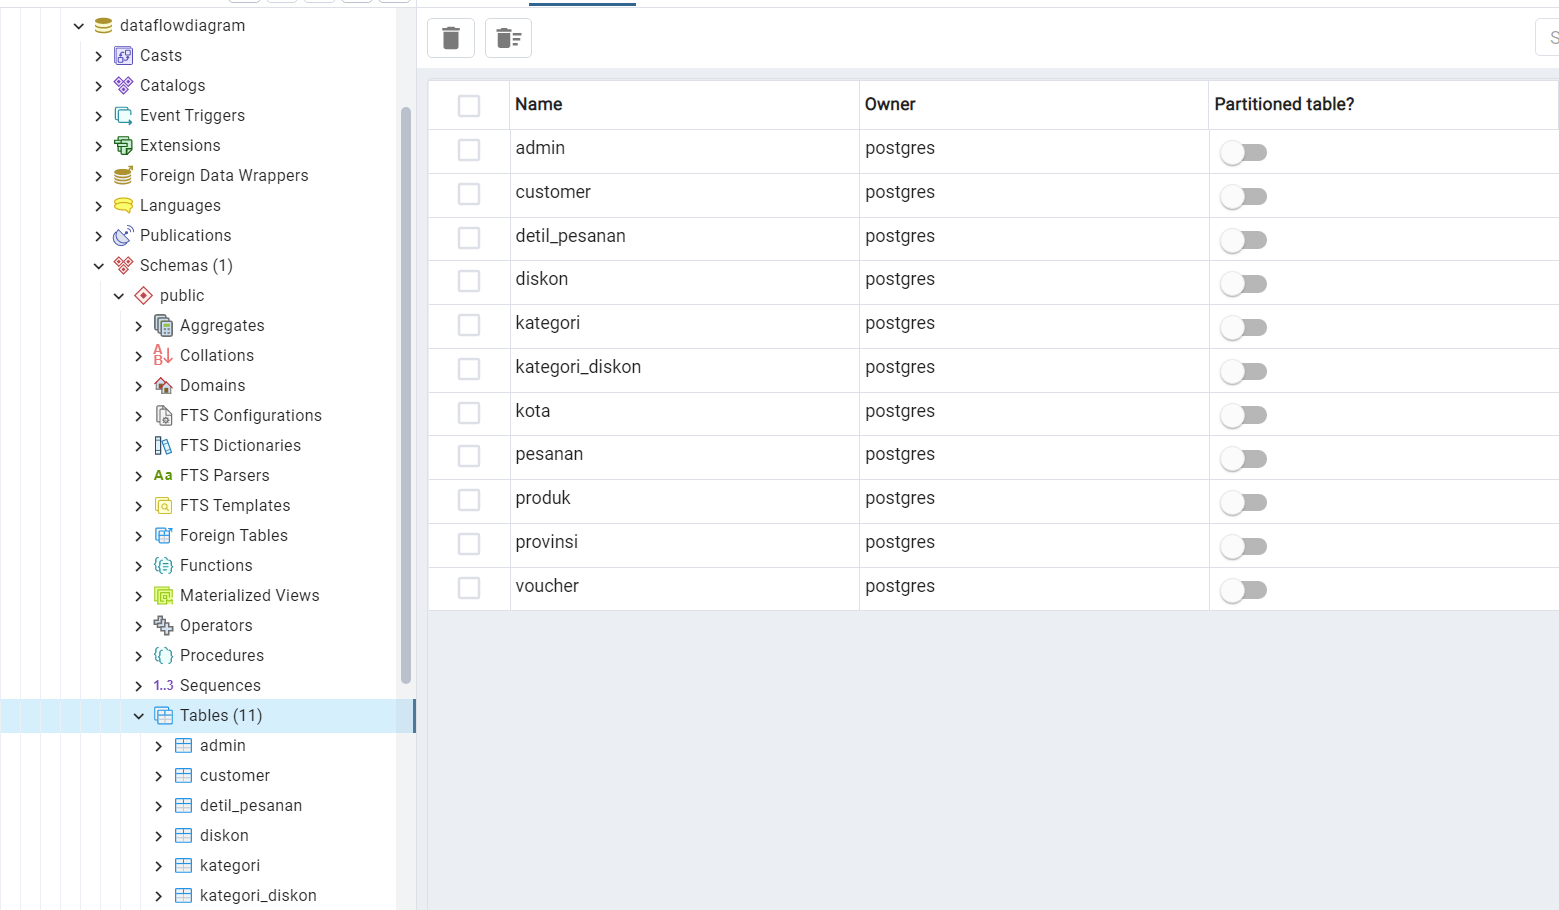 dataflowdiagram
Casts
Catalogs
Event Triggers
Extensions
Foreign Data Wrappers
Languages
Publications
Schemas (1)
public
Aggregates
Collations
Domains
FTS Configurations
FTS Dictionaries
Aa FTS Parsers
FTS Templates
Foreign Tables
Functions
Materialized Views
Operators
Procedures
1..3 Sequences
Tables (11)
admin
customer
detil_pesanan
diskon
kategori
kategori_diskon
S
Name Owner Partitioned table?
admin postgres
customer postgres
detil_pesanan postgres
diskon postgres
kategori postgres
kategori_diskon postgres
kota postgres
pesanan postgres
produk postgres
provinsi postgres
voucher postgres